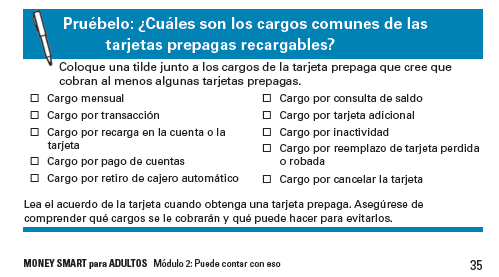 Pruébelo: ¿Cuáles son los cargos comunes de las
tarjetas prepagas recargables?
Coloque una tilde junto a los cargos de la tarjeta prepaga que cree que
cobran al menos algunas tarjetas prepagas.
Cargo mensual
Cargo por transacción
Cargo por recarga en la cuenta o la
tarjeta
Cargo por pago de cuentas
Cargo por retiro de cajero automático
Cargo por consulta de saldo
Cargo por tarjeta adicional
Cargo por inactividad
Cargo por reemplazo de tarjeta perdida
o robada
Cargo por cancelar la tarjeta
Lea el acuerdo de la tarjeta cuando obtenga una tarjeta prepaga. Asegúrese de
comprender qué cargos se le cobrarán y qué puede hacer para evitarlos.
MONEY SMART para ADULTOS Módulo 2: Puede contar con eso
35